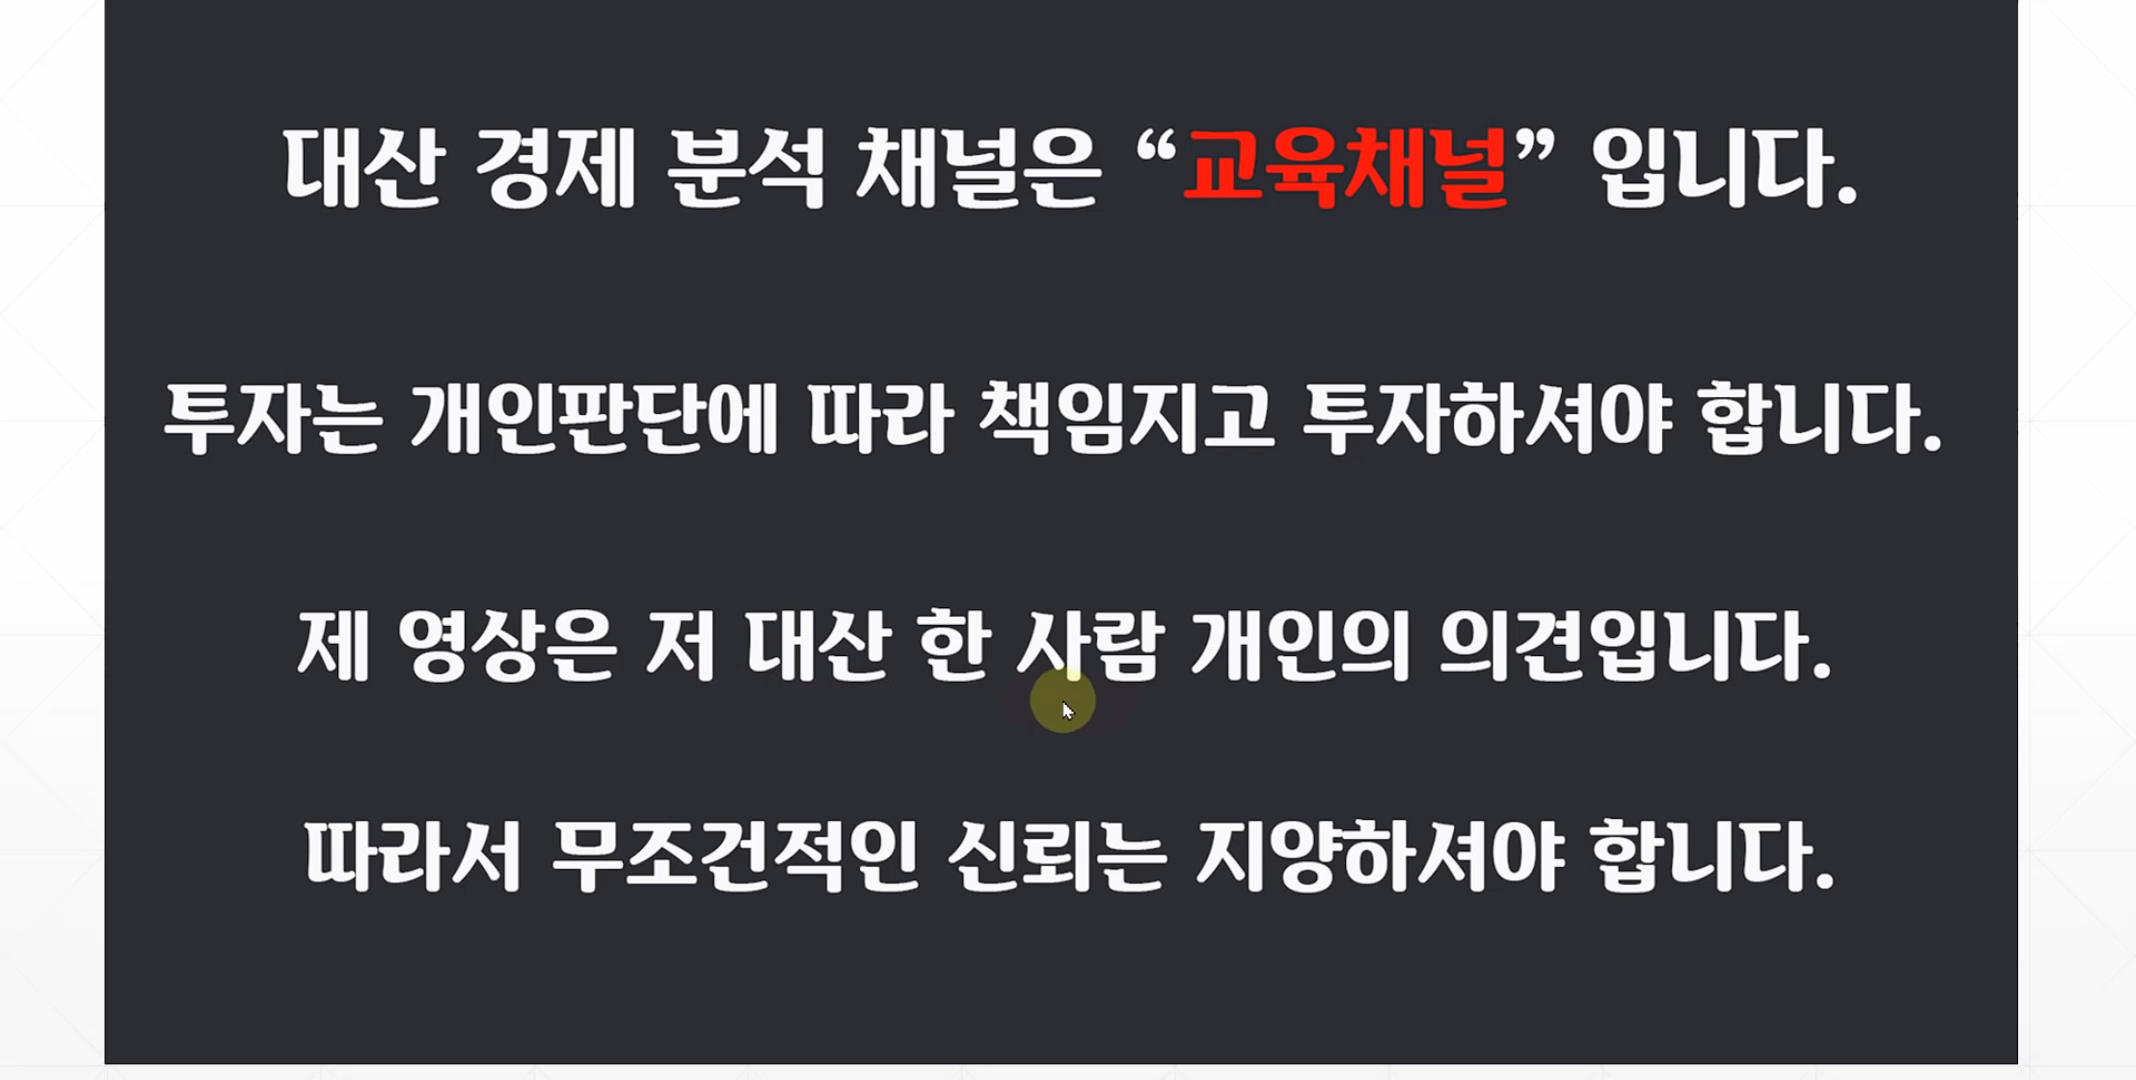 대산 경제 분석 채널은 “교육채널” 입니다.
투자는 개인판단에 따라 책임지고 투자하셔야 합니다.
제 영상은 저 대산 한 사람 개인의 의견입니다.
따라서 무조건적인 신뢰는 지양하셔야 합니다.